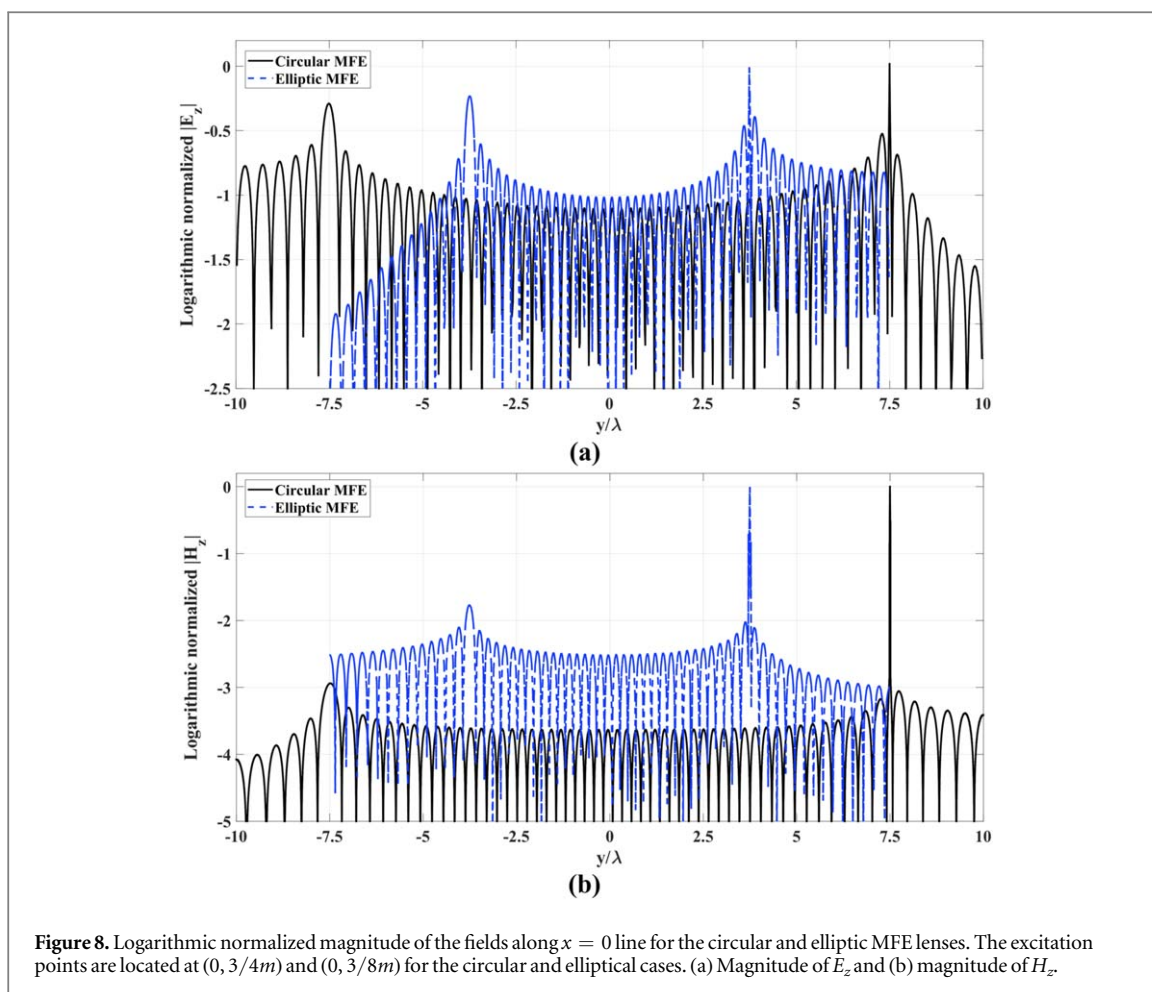 Circular MFE
Elliptic MFE
Logarithmic normalized |E_z|
0
-0.5
-1
-1.5
-2
-2.5
-10 -7.5 -5 -2.5 0 2.5 5 7.5 10
y/λ
(a)
Circular MFE
Elliptic MFE
Logarithmic normalized |H_z|
0
-1
-2
-3
-4
-5
-10 -7.5 -5 -2.5 0 2.5 5 7.5 10
y/λ
(b)
Figure 8. Logarithmic normalized magnitude of the fields along x = 0 line for the circular and elliptic MFE lenses. The excitation
points are located at (0, 3/4m) and (0, 3/8m) for the circular and elliptical cases. (a) Magnitude of E_z and (b) magnitude of H_z.